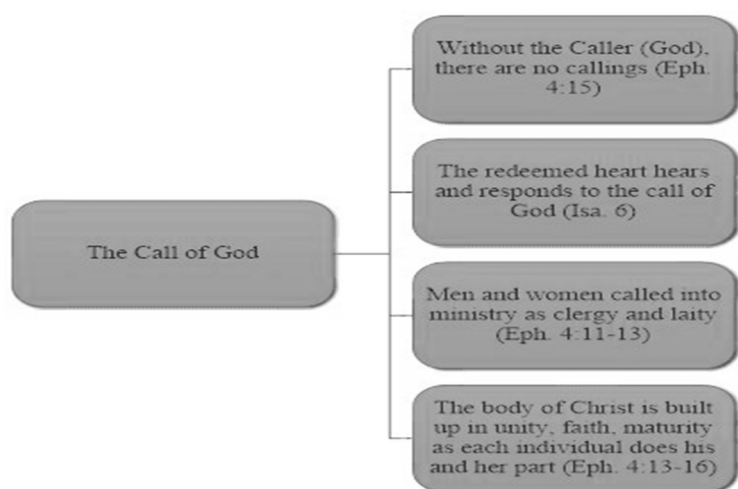 The Call of God
Without the Caller (God),
there are no callings (Eph.
4:15)
The redeemed heart hears
and responds to the call of
God (Isa. 6)
Men and women called into
ministry as clergy and laity
(Eph. 4:11-13)
The body of Christ is built
up in unity, faith, maturity
as each individual does his
and her part (Eph. 4:13-16)